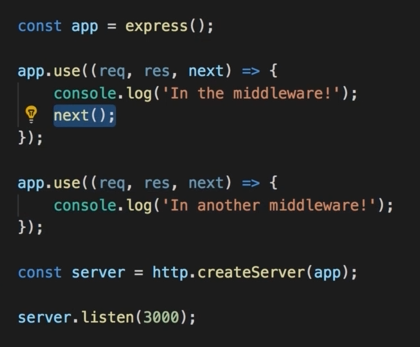 const app = express();
app.use((req, res, next) => {
console.log('In the middleware!');
next();
});
app.use((req, res, next) => {
console.log('In another middleware!');
});
const server = http.createServer(app);
server.listen(3000);